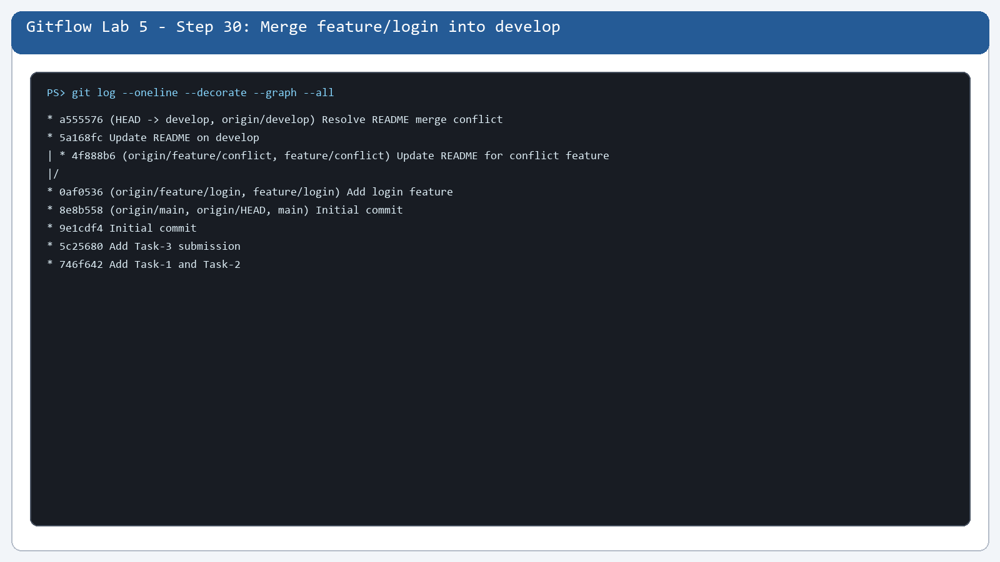 Gitflow Lab 5 - Step 30: Merge feature/login into develop
PS> git log --oneline --decorate --graph --all
* a555576 (HEAD -> develop, origin/develop) Resolve README merge conflict
* 5a168fc Update README on develop
| * 4f888b6 (origin/feature/conflict, feature/conflict) Update README for conflict feature
|/
* 0af0536 (origin/feature/login, feature/login) Add login feature
* 8e8b558 (origin/main, origin/HEAD, main) Initial commit
* 9e1cdf4 Initial commit
* 5c25680 Add Task-3 submission
* 746f642 Add Task-1 and Task-2